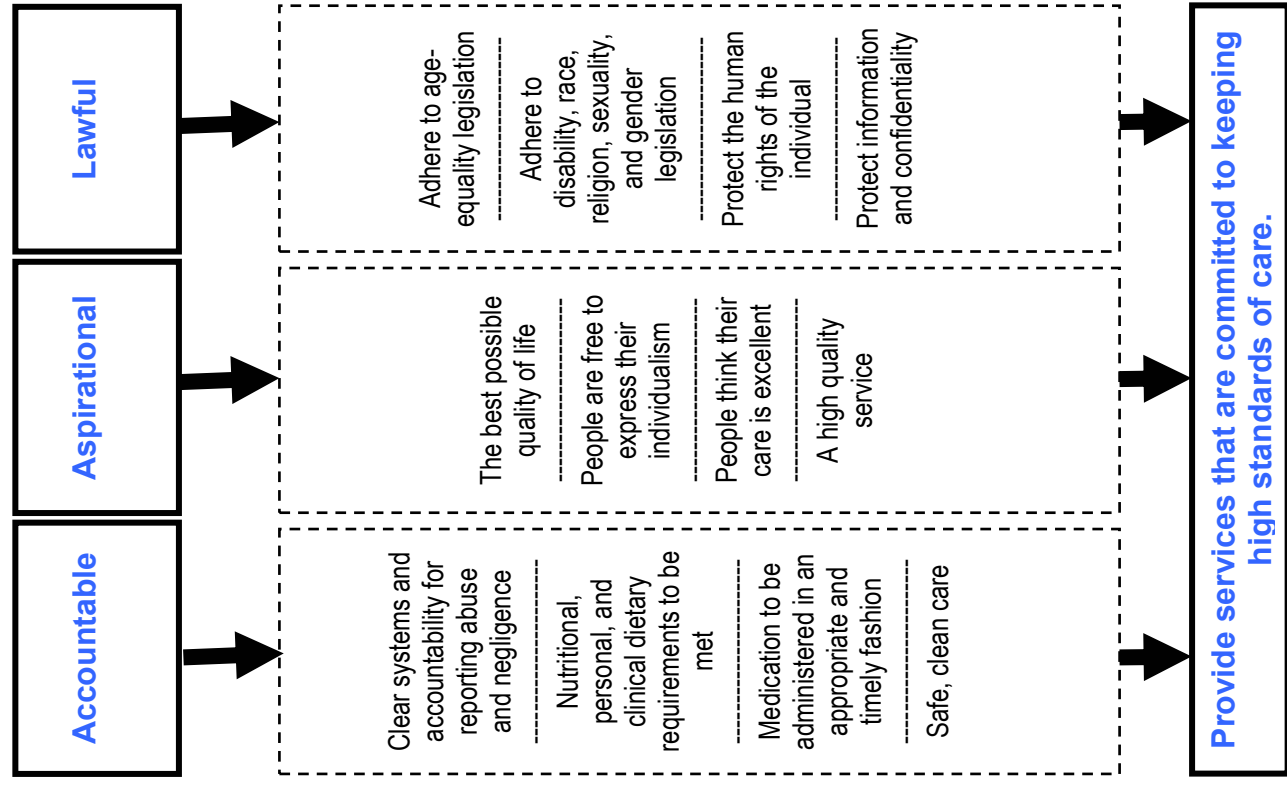 Accountable
Clear systems and
accountability for
reporting abuse
and negligence
Nutritional,
personal, and
clinical dietary
requirements to be
met
Medication to be
administered in an
appropriate and
timely fashion
Safe, clean care
Aspirational
The best possible
quality of life
People are free to
express their
individualism
People think their
care is excellent
A high quality
service
Lawful
Adhere to age-
equality legislation
Adhere to
disability, race,
religion, sexuality,
and gender
legislation
Protect the human
rights of the
individual
Protect information
and confidentiality
Provide services that are committed to keeping
high standards of care.